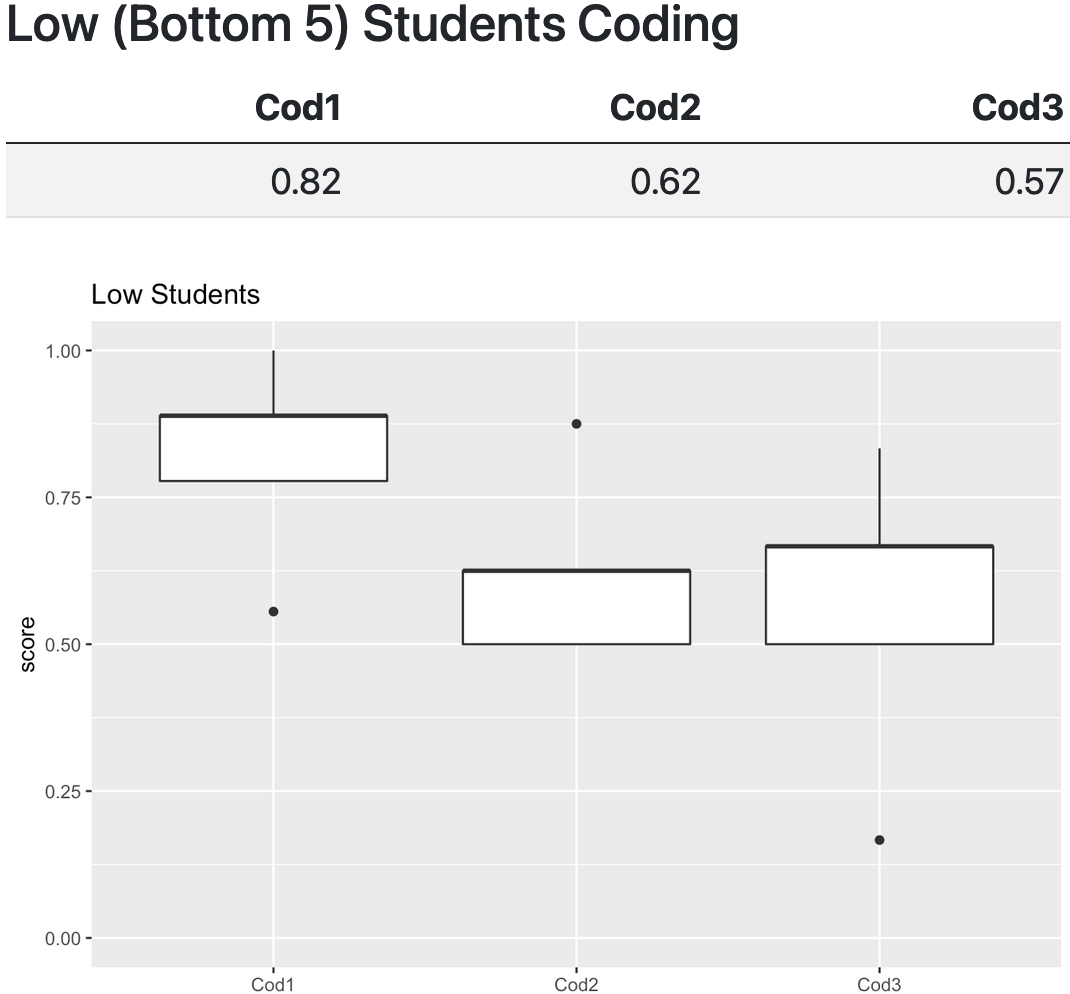 Low (Bottom 5) Students Coding
Cod1 Cod2 Cod3
0.82 0.62 0.57
Low Students
1.00
0.75
0.50
0.25
0.00
score
Cod1 Cod2 Cod3